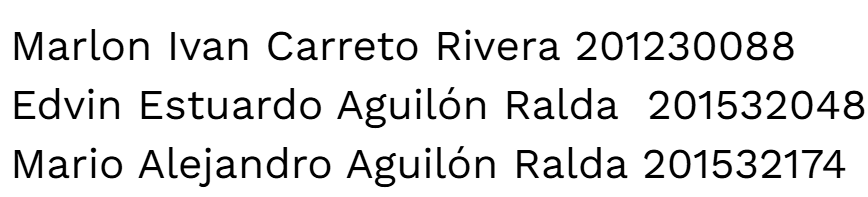 Marlon Ivan Carreto Rivera 201230088
Edvin Estuardo Aguilón Ralda  201532048
Mario Alejandro Aguilón Ralda 201532174